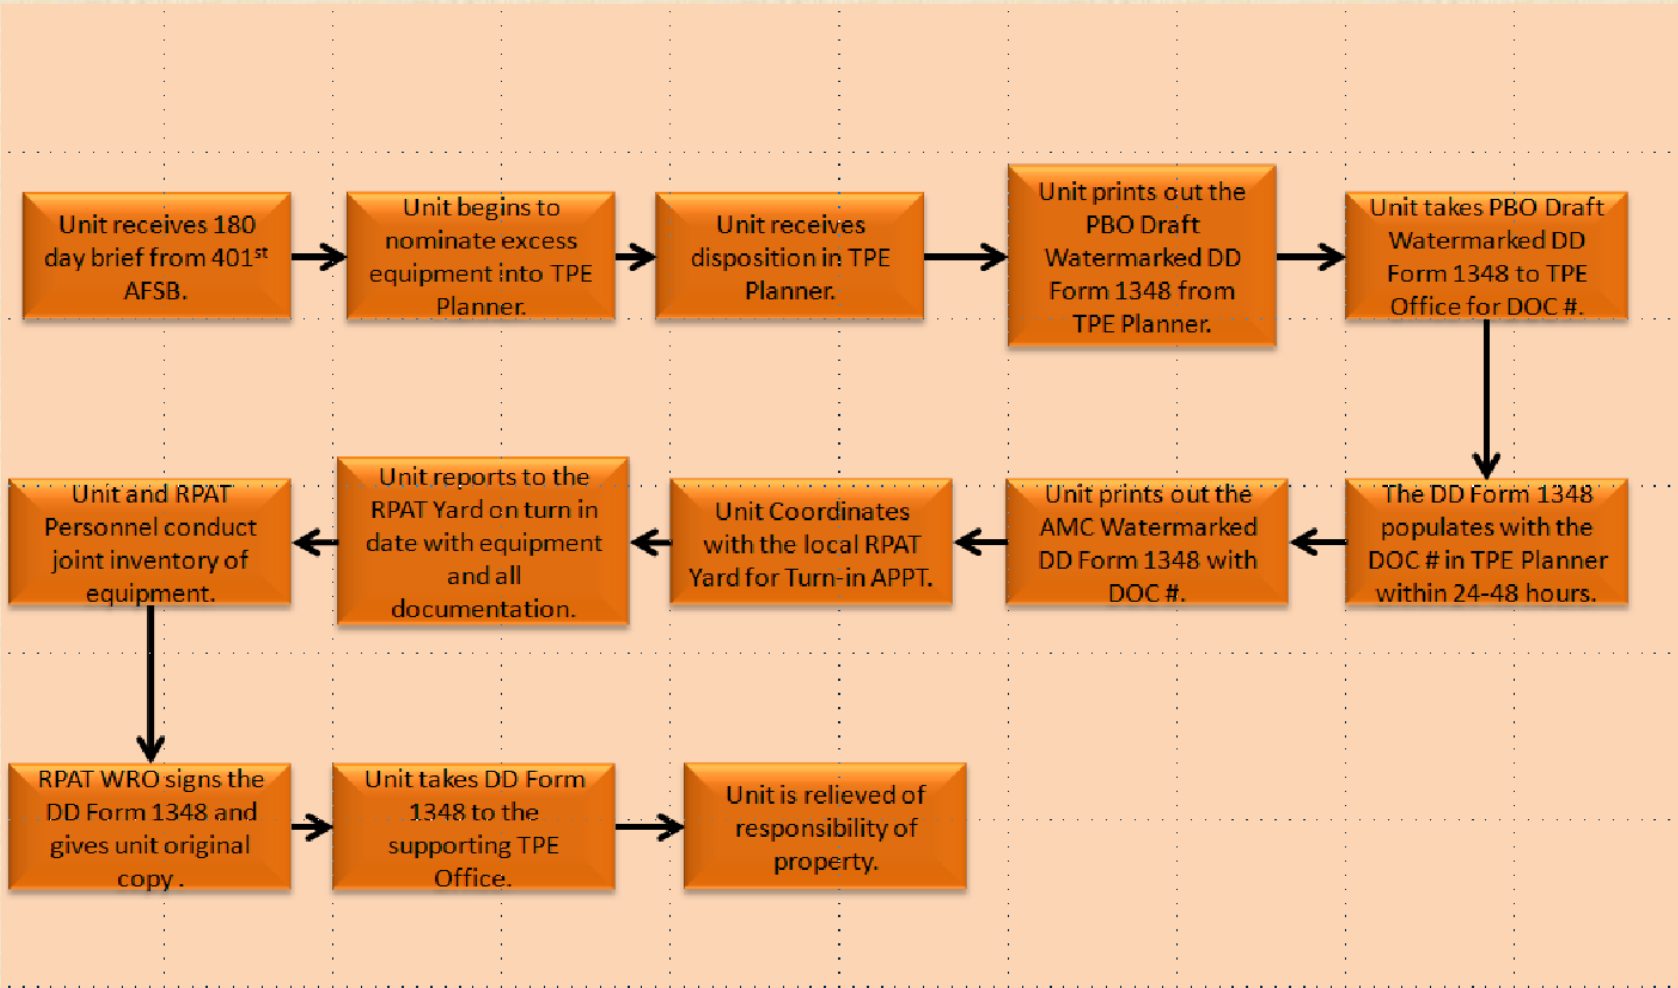 Unit receives 180
day brief from 401st
AFSB.
Unit begins to
nominate excess
equipment into TPE
Planner.
Unit receives
disposition in TPE
Planner.
Unit prints out the
PBO Draft
Watermarked DD
Form 1348 from
TPE Planner.
Unit takes PBO Draft
Watermarked DD
Form 1348 to TPE
Office for DOC #.
The DD Form 1348
populates with the
DOC # in TPE Planner
within 24-48 hours.
Unit prints out the
AMC Watermarked
DD Form 1348 with
DOC #.
Unit Coordinates
with the local RPAT
Yard for Turn-in APPT.
Unit reports to the
RPAT Yard on turn in
date with equipment
and all
documentation.
Unit and RPAT
Personnel conduct
joint inventory of
equipment.
RPAT WRO signs the
DD Form 1348 and
gives unit original
copy .
Unit takes DD Form
1348 to the
supporting TPE
Office.
Unit is relieved of
responsibility of
property.